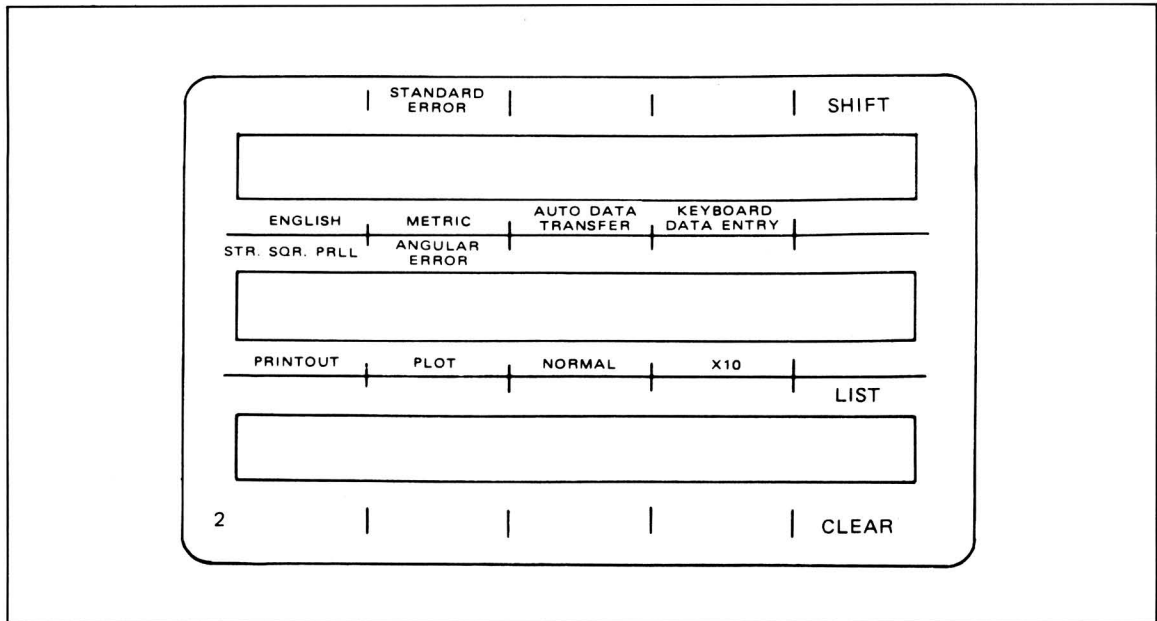 STANDARD ERROR SHIFT
ENGLISH METRIC AUTO DATA TRANSFER KEYBOARD DATA ENTRY
STR. SQR. PRLL ANGULAR ERROR
PRINTOUT PLOT NORMAL X10
LIST
2 CLEAR